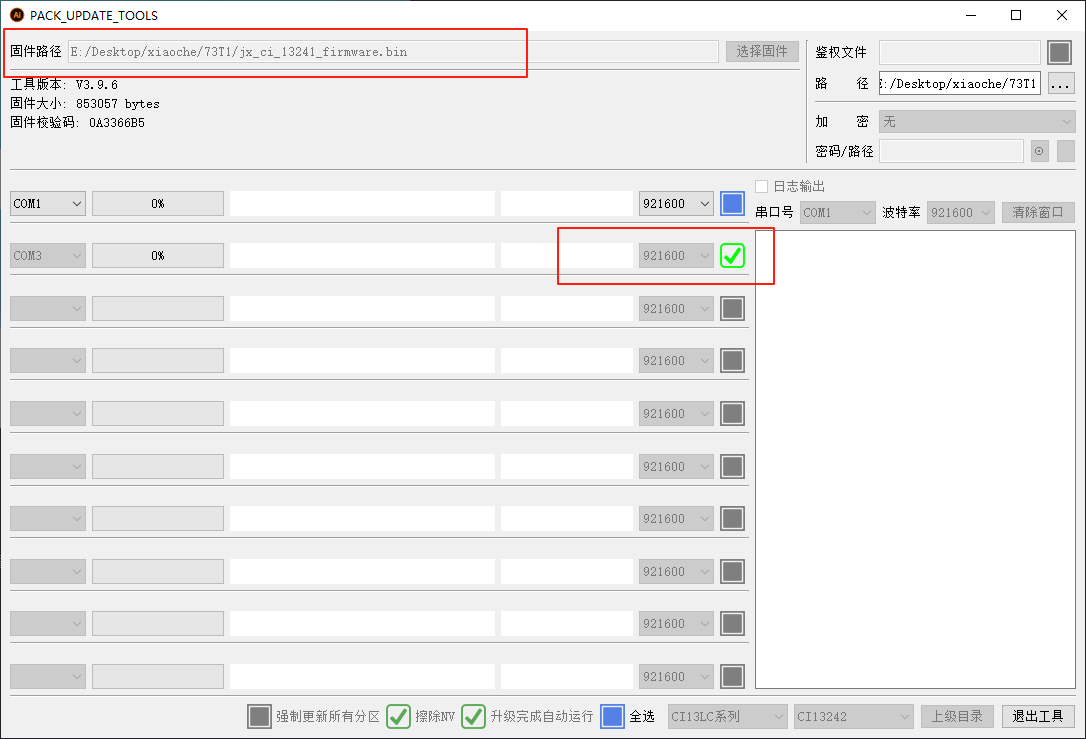 PACK_UPDATE_TOOLS
固件路径 E:/Desktop/xiaoche/73T1/jx_ci_13241_firmware.bin 选择固件
工具版本: V3.9.6
固件大小: 853057 bytes
固件校验码: 0A3366B5
鉴权文件
路 径 E:/Desktop/xiaoche/73T1 ...
加 密 无
密码/路径
COM1 0% 921600
COM3 0% 921600
921600
921600
921600
921600
921600
921600
921600
921600
日志输出
串口号 COM1 波特率 921600 清除窗口
强制更新所有分区 擦除NV 升级完成自动运行 全选 CI13LC系列 CI13242 上级目录 退出工具